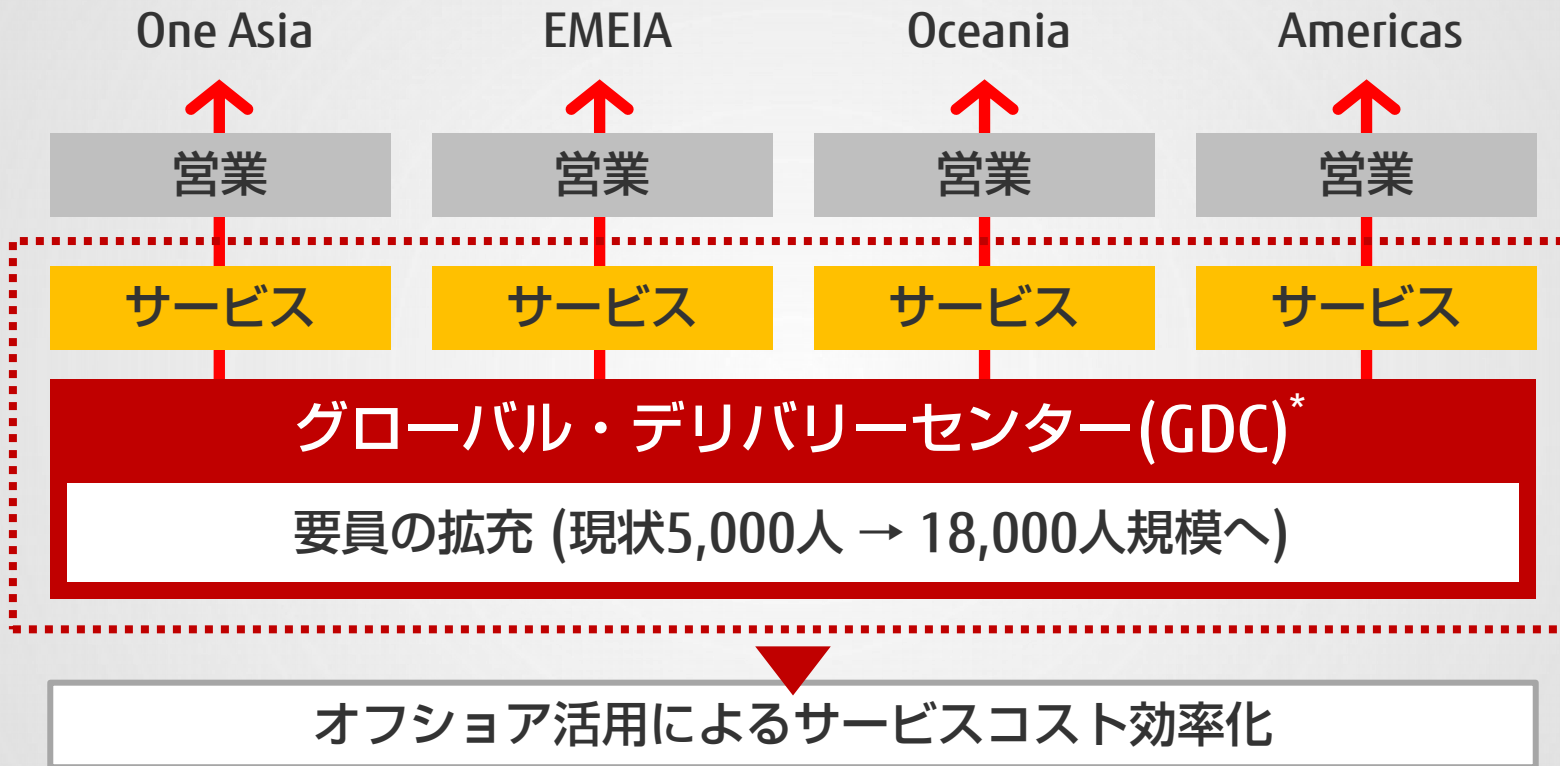 One Asia EMEIA Oceania Americas
営業 営業 営業 営業
サービス サービス サービス サービス
グローバル・デリバリーセンター(GDC)*
要員の拡充 (現状5,000人 → 18,000人規模へ)
オフショア活用によるサービスコスト効率化